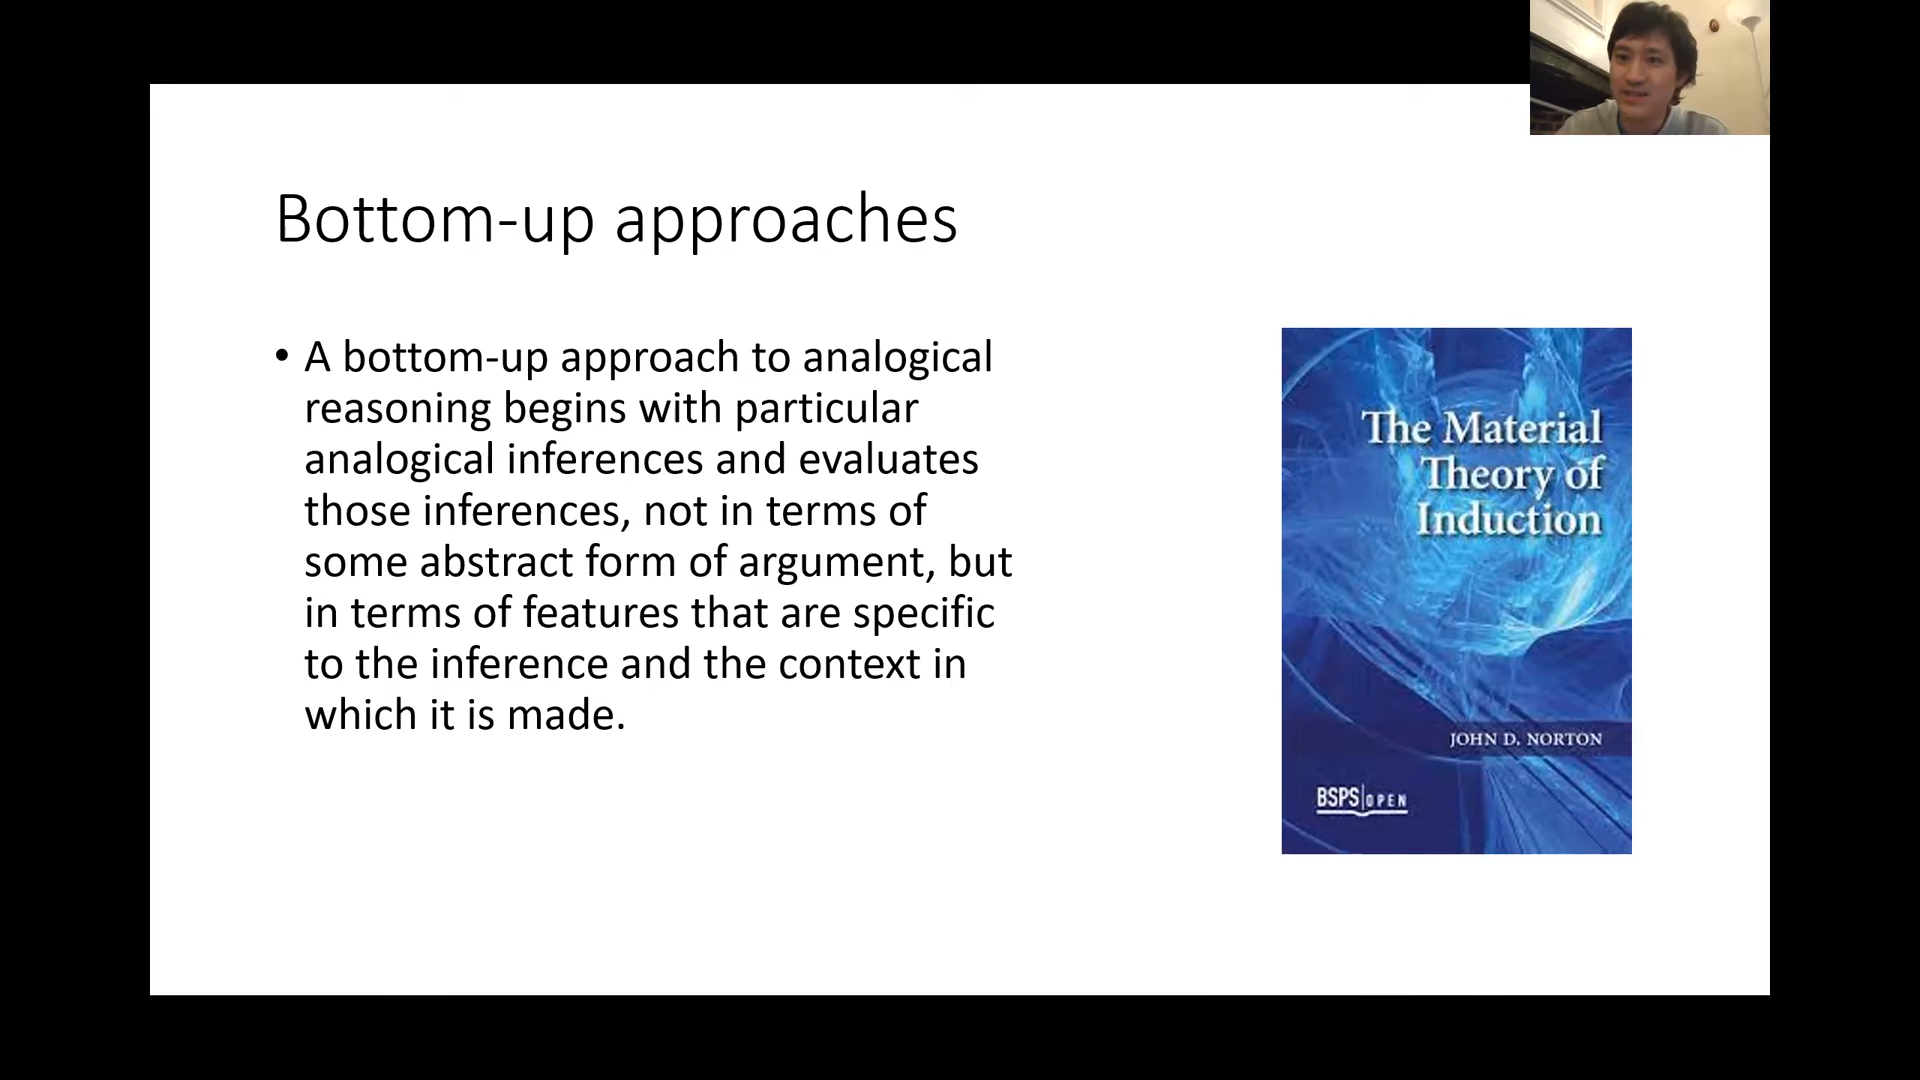 Bottom-up approaches
• A bottom-up approach to analogical
reasoning begins with particular
analogical inferences and evaluates
those inferences, not in terms of
some abstract form of argument, but
in terms of features that are specific
to the inference and the context in
which it is made.
The Material
Theory of
Induction
JOHN D. NORTON
BSPS OPEN